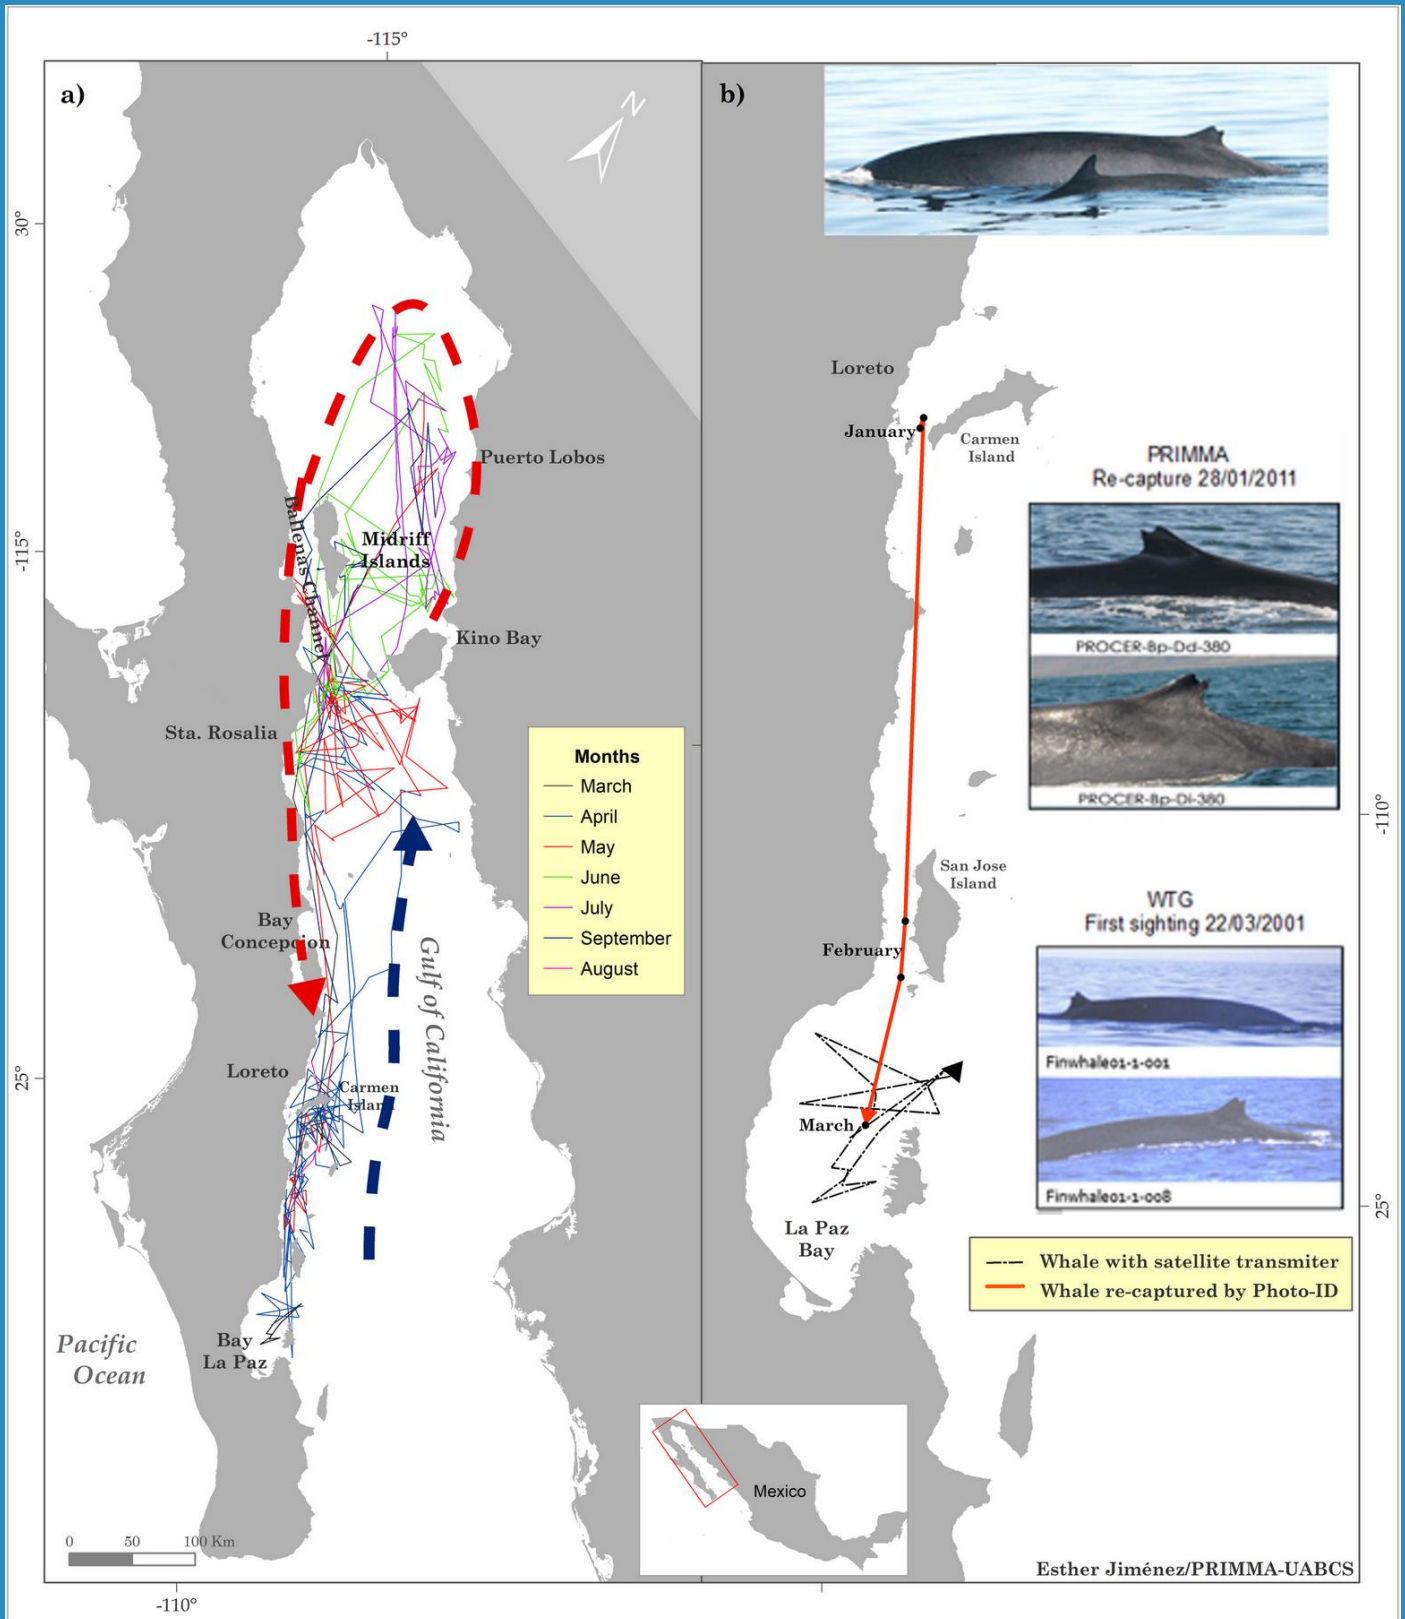 -115°
a)
N
30°
Puerto Lobos
Ballenas Channel
-115°
Midriff
Islands
Kino Bay
Sta. Rosalia
Months
March
April
May
June
July
September
August
Bay
Concepcion
Gulf of California
Loreto
25°
Carmen
Island
Bay
La Paz
Pacific
Ocean
0 50 100 Km
-110°
b)
Loreto
January
Carmen
Island
PRIMMA
Re-capture 28/01/2011
PROCER-Bp-Dd-380
PROCER-Bp-Di-380
-110°
San Jose
Island
February
WTG
First sighting 22/03/2001
Finwhale01-1-001
Finwhale01-1-008
March
La Paz
Bay
25°
Whale with satellite transmiter
Whale re-captured by Photo-ID
Mexico
Esther Jiménez/PRIMMA-UABCS